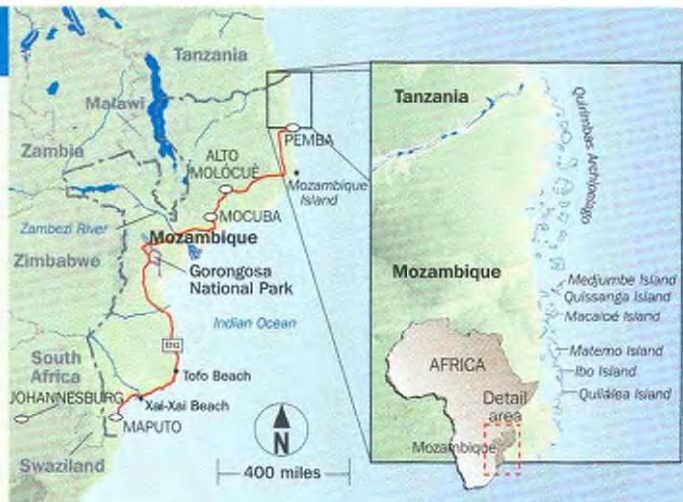 Tanzania
Malawi
Zambia
PEMBA
ALTO
MOLÓCUÈ
Mozambique
Island
MOCUBA
Zambezi River
Mozambique
Zimbabwe
Gorongosa
National Park
Indian Ocean
South
Africa
Tofo Beach
JOHANNESBURG
Xai-Xai Beach
MAPUTO
Swaziland
N
400 miles
Tanzania
Quirimbas Archipelago
Mozambique
Medjumbe Island
Quissanga Island
Macaloé Island
Matemo Island
Ibo Island
Quilálea Island
AFRICA
Detail
area
Mozambique